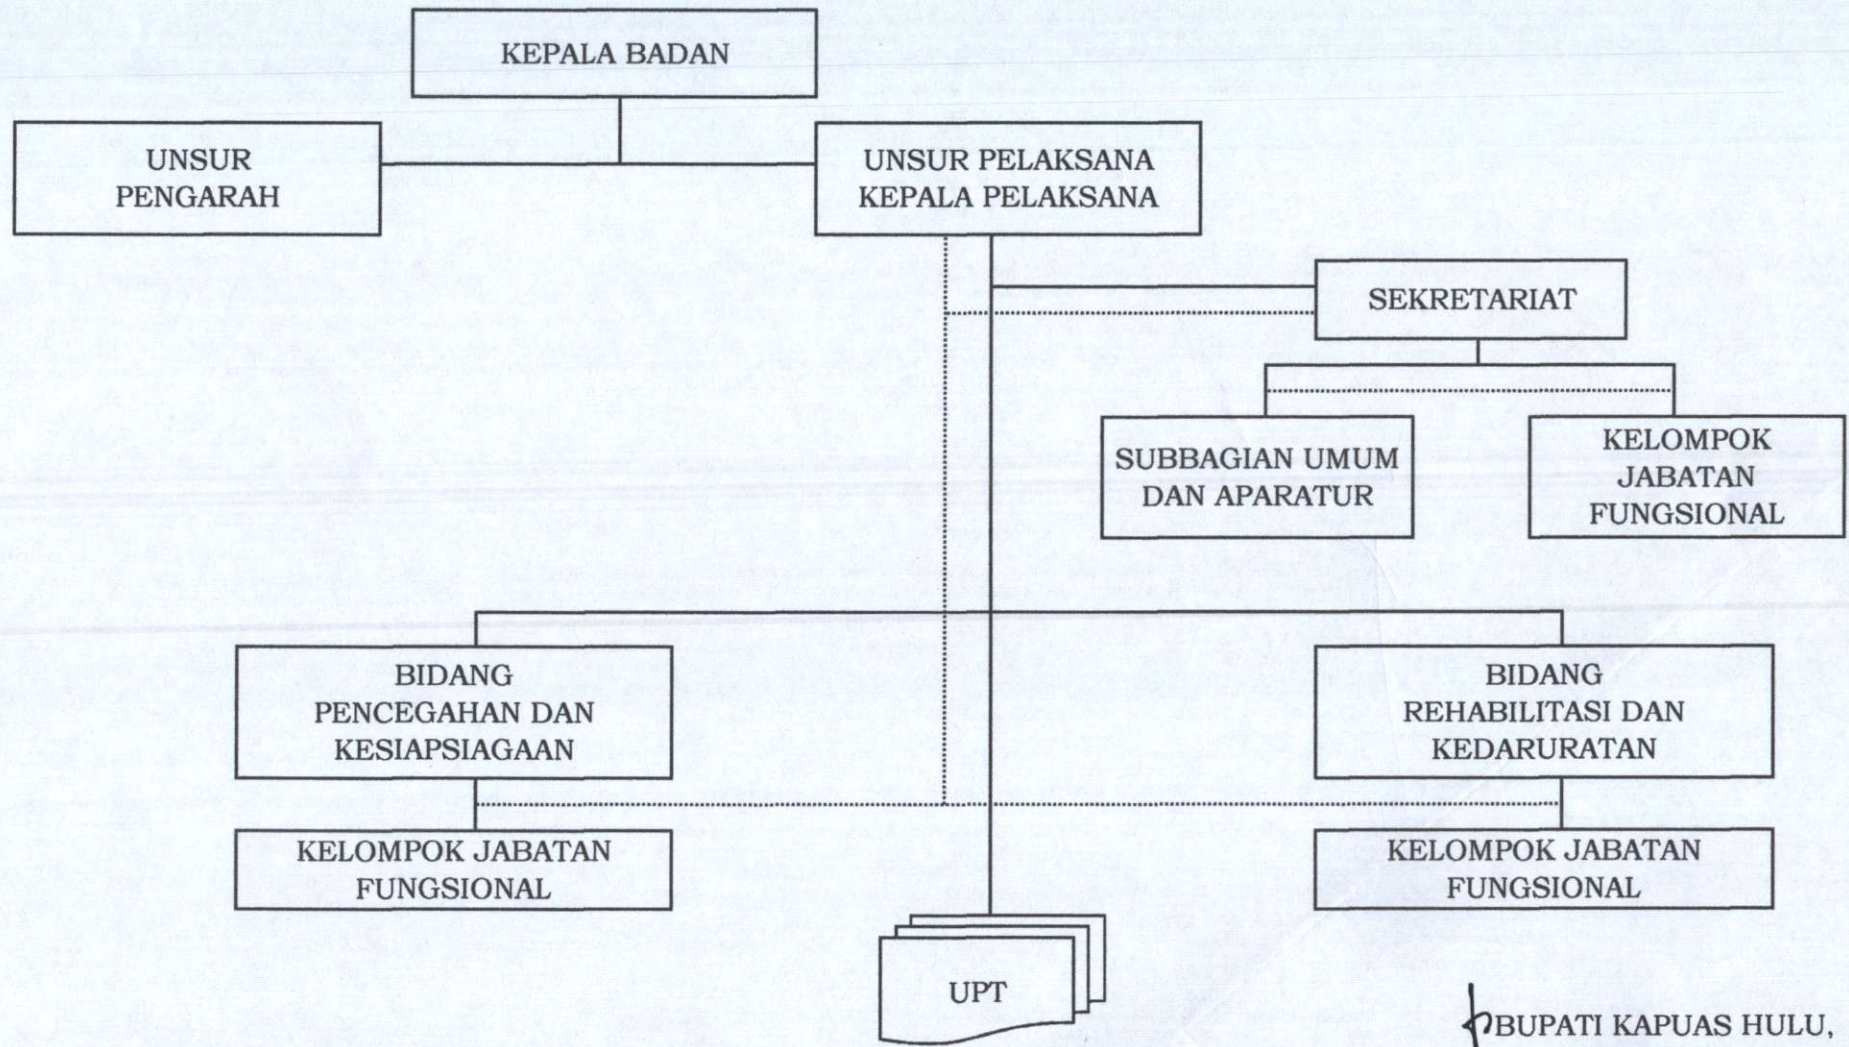 KEPALA BADAN
UNSUR
PENGARAH
UNSUR PELAKSANA
KEPALA PELAKSANA
SEKRETARIAT
SUBBAGIAN UMUM
DAN APARATUR
KELOMPOK
JABATAN
FUNGSIONAL
BIDANG
PENCEGAHAN DAN
KESIAPSIAGAAN
BIDANG
REHABILITASI DAN
KEDARURATAN
KELOMPOK JABATAN
FUNGSIONAL
KELOMPOK JABATAN
FUNGSIONAL
UPT
BUPATI KAPUAS HULU,